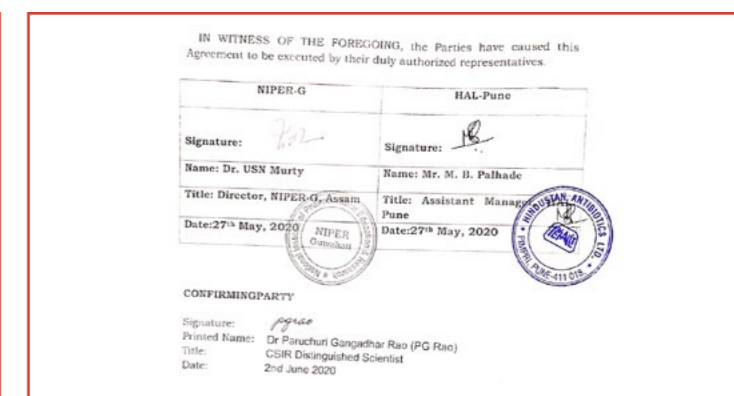 IN WITNESS OF THE FOREGOING, the Parties have caused this
Agreement to be executed by their duly authorized representatives.
NIPER-G
HAL-Pune
Signature:
Signature:
Name: Dr. USN Murty
Name: Mr. M. B. Palhade
Title: Director, NIPER-G, Assam
Title: Assistant
Pune
Date:27th May, 2020
Date:27th May, 2020
NIPER
Guwahati
HINDUSTAN ANTIBIOTICS LTD.
PIMPRI, PUNE-411 018.
CONFIRMINGPARTY
Signature: pgrao
Printed Name: Dr Paruchuri Gangadhar Rao (PG Rao)
Title: CSIR Distinguished Scientist
Date: 2nd June 2020